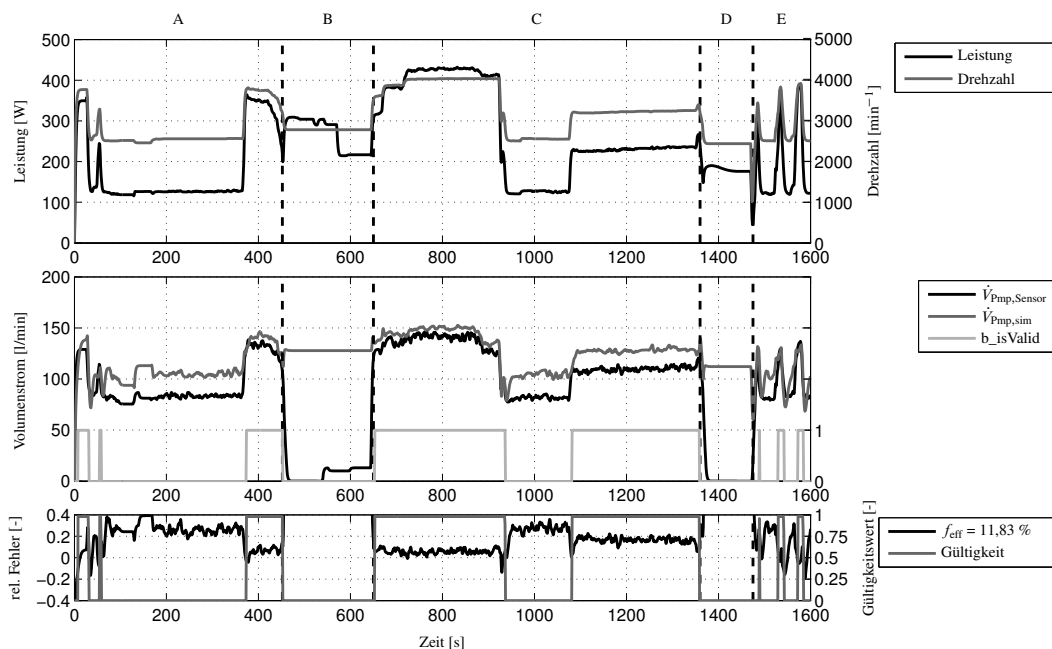 A B C D E
500 5000
400 4000
300 3000
200 2000
100 1000
0 0
0 200 400 600 800 1000 1200 1400 1600
Leistung [W]
Drehzahl [min⁻¹]
Leistung
Drehzahl
200
150
100
50 1
0 0
0 200 400 600 800 1000 1200 1400 1600
Volumenstrom [l/min]
V̇Pmp,Sensor
V̇Pmp,sim
b_isValid
0.4 1
0.2 0.75
0 0.5
−0.2 0.25
−0.4 0
0 200 400 600 800 1000 1200 1400 1600
rel. Fehler [-]
Gültigkeitswert [-]
Zeit [s]
feff = 11,83 %
Gültigkeit